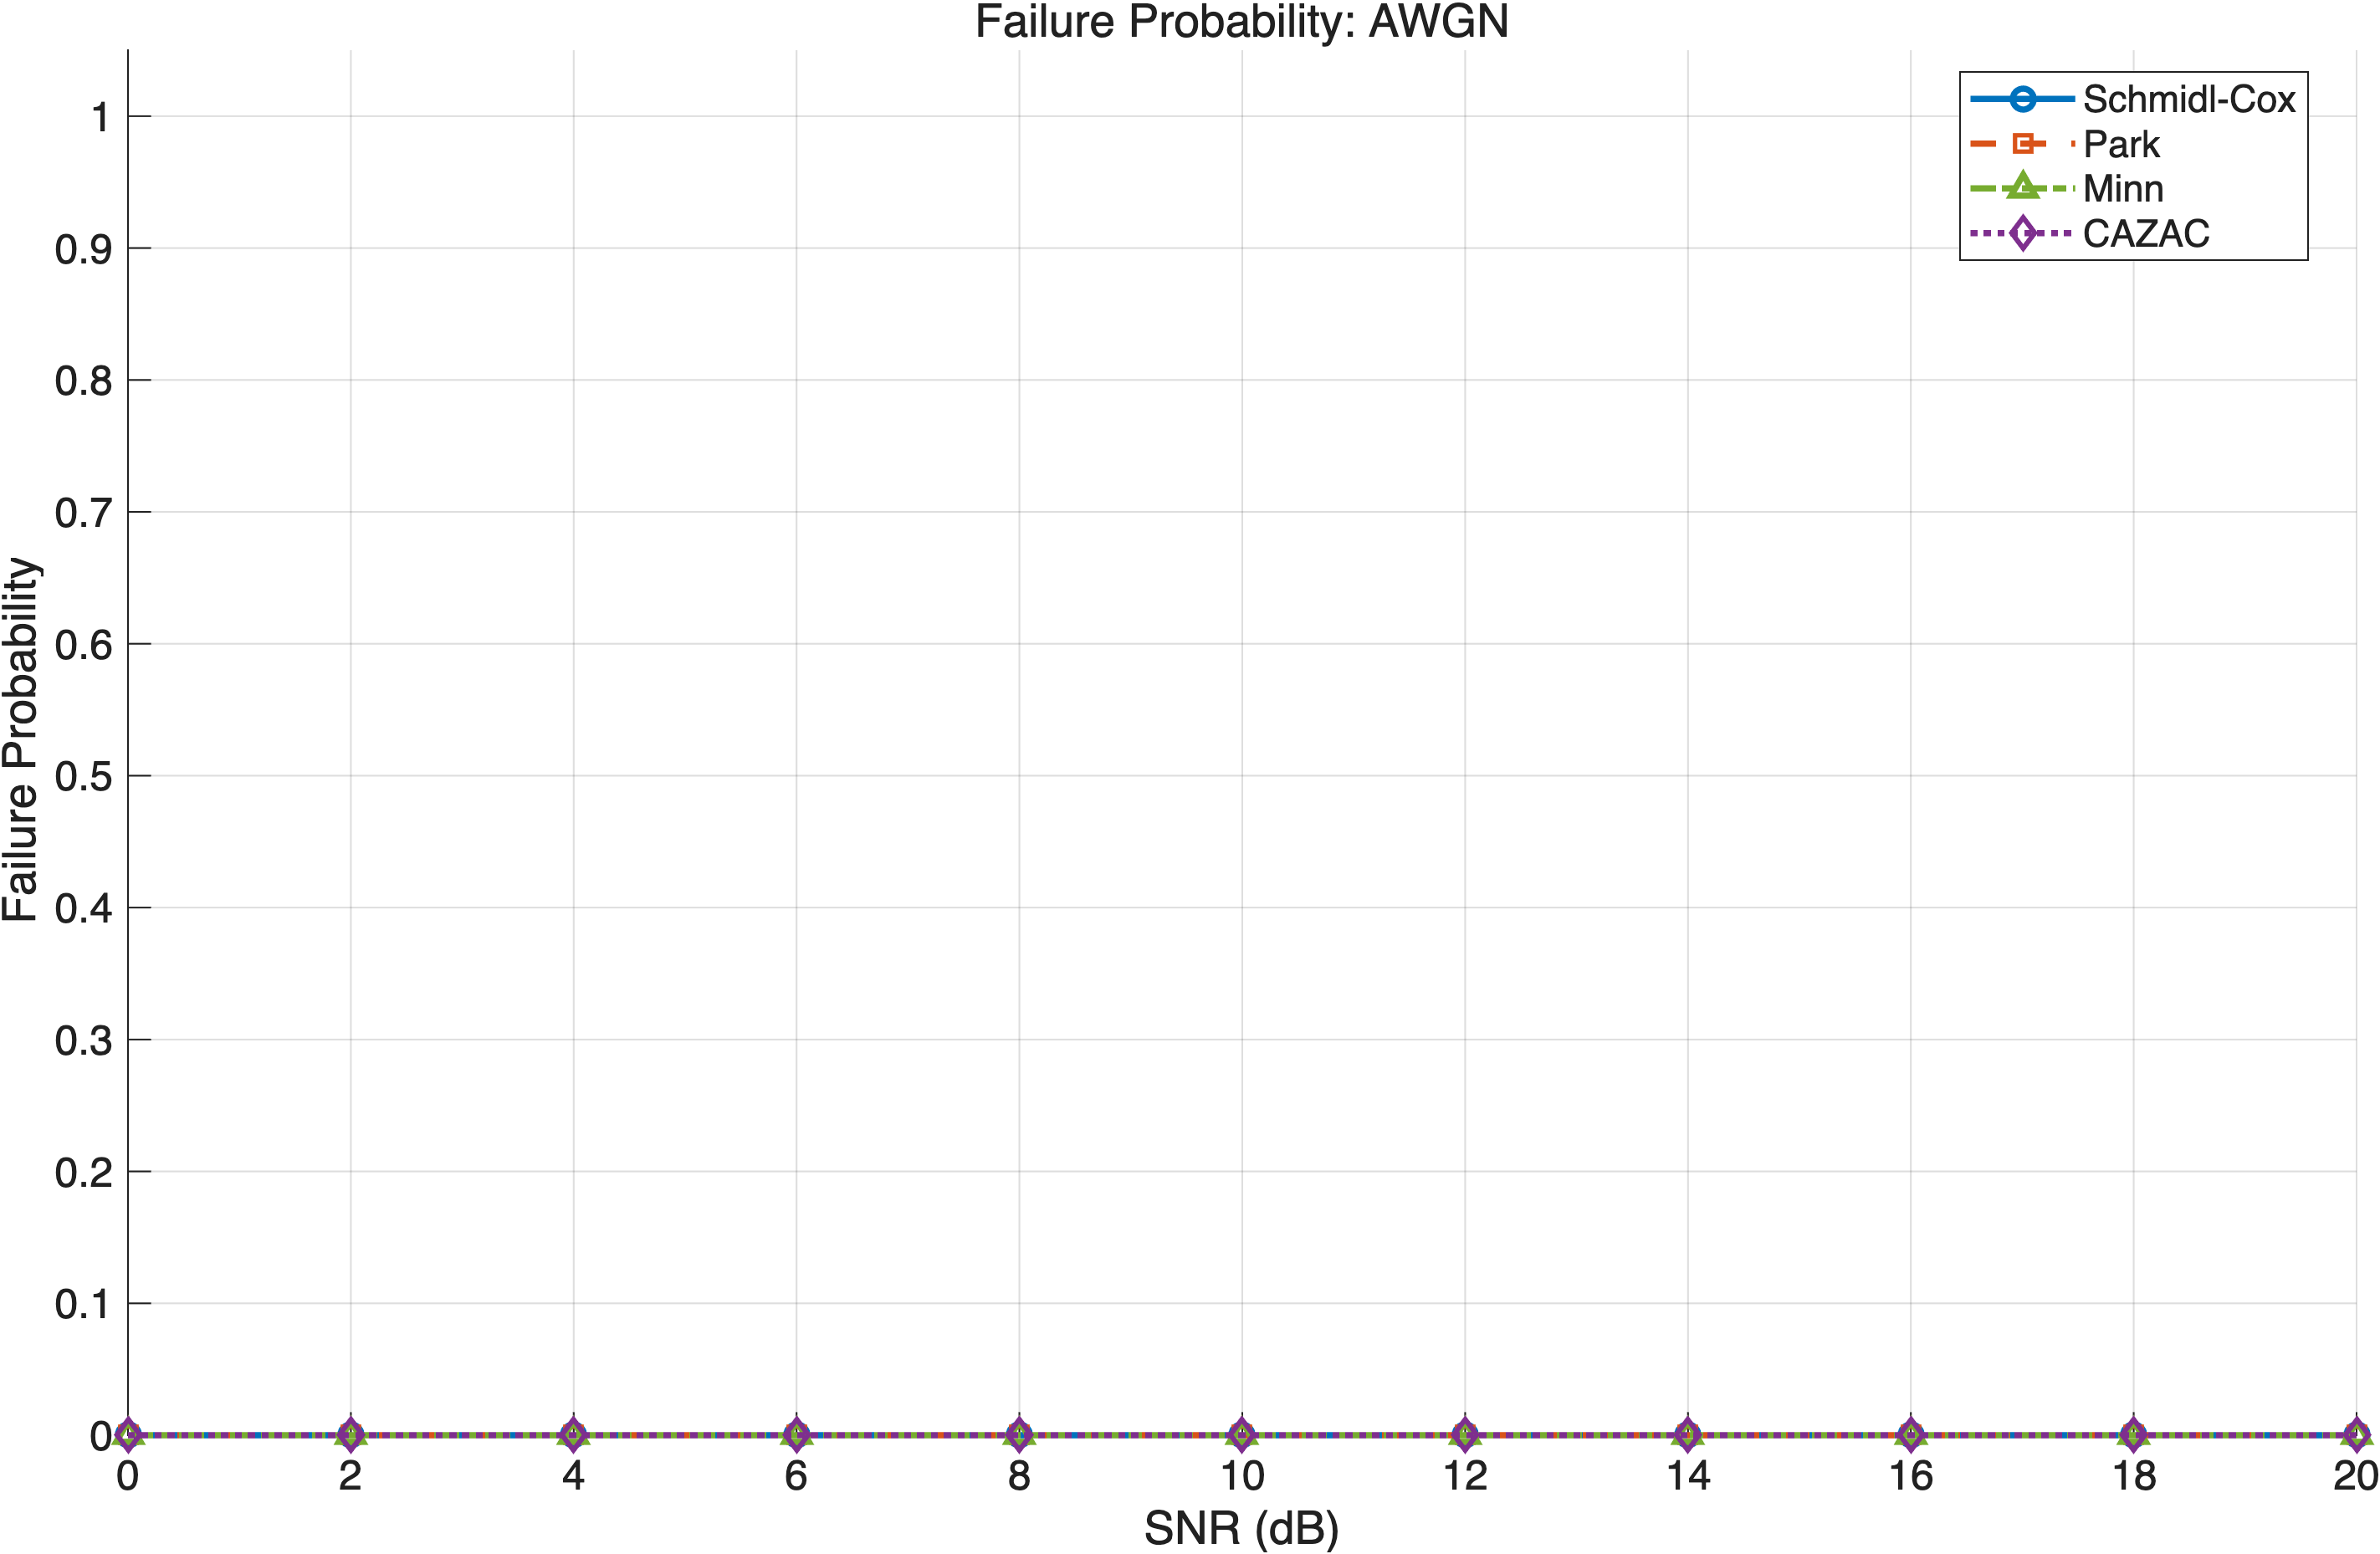 Failure Probability: AWGN
Schmidl-Cox
Park
Minn
CAZAC
Failure Probability
1
0.9
0.8
0.7
0.6
0.5
0.4
0.3
0.2
0.1
0
0 2 4 6 8 10 12 14 16 18 20
SNR (dB)